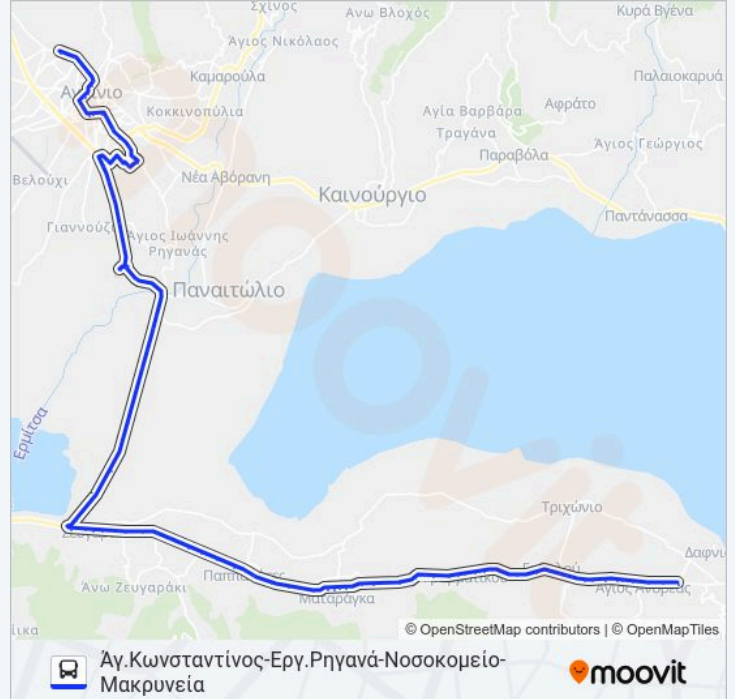 Σχίνος
Άνω Βλοχός
Κυρά Βγένα
Άγιος Νικόλαος
Καμαρούλα
Παλαιοκαρυά
Κοκκινοπύλια
Αγία Βαρβάρα
Αφράτο
Τραγάνα
Άγιος Γεώργιος
Παραβόλα
Βελούχι
Νέα Αβόρανη
Καινούργιο
Παντάνασσα
Άγιος Ιωάννης
Ρηγανάς
Παναιτώλιο
Ερμίτσα
Τριχώνιο
Δαφνι
Άνω Ζευγαράκι
Ματαράγκα
Άγιος Ανδρέας
λικα
© OpenStreetMap contributors | © OpenMapTiles
Άγ.Κωνσταντίνος-Εργ.Ρηγανά-Νοσοκομείο-
Μακρυνεία
moovit